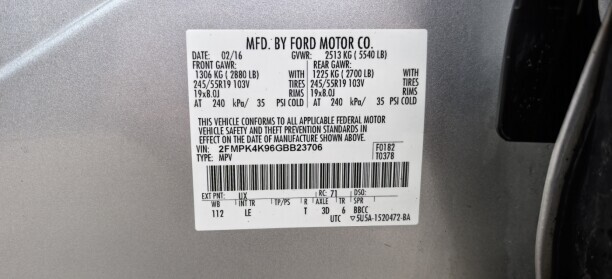 MFD. BY FORD MOTOR CO.
DATE: 02/16 GVWR: 2513 KG ( 5540 LB)
FRONT GAWR: REAR GAWR:
1306 KG ( 2880 LB) WITH 1225 KG ( 2700 LB) WITH
245/55R19 103V TIRES 245/55R19 103V TIRES
19x8.0J RIMS 19x8.0J RIMS
AT 240 kPa/ 35 PSI COLD AT 240 kPa/ 35 PSI COLD
THIS VEHICLE CONFORMS TO ALL APPLICABLE FEDERAL MOTOR
VEHICLE SAFETY AND THEFT PREVENTION STANDARDS IN
EFFECT ON THE DATE OF MANUFACTURE SHOWN ABOVE.
VIN: 2FMPK4K96GBB23706 F0182
TYPE: MPV T0378
EXT PNT: UX RC: 71 DSO:
WB INT TR TP/PS R AXLE TR SPR
112 LE T 3D 6 BBCC
UTC ▽5U5A-1520472-BA